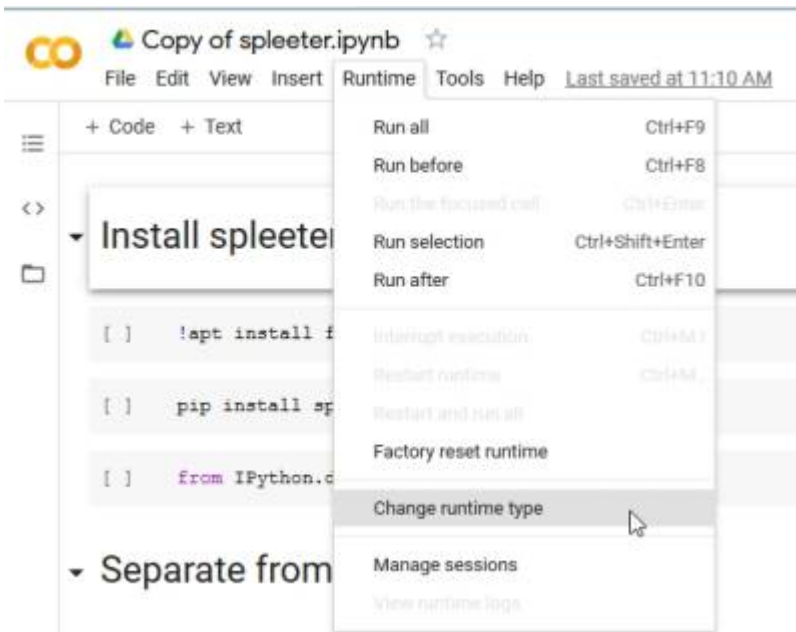 CO Copy of spleeter.ipynb
File Edit View Insert Runtime Tools Help Last saved at 11:10 AM
+ Code + Text
Run all Ctrl+F9
Run before Ctrl+F8
Run the focused cell Ctrl+Enter
Install spleeter
Run selection Ctrl+Shift+Enter
Run after Ctrl+F10
[ ] !apt install f
Interrupt execution Ctrl+M I
Restart runtime Ctrl+M .
[ ] pip install sp
Restart and run all
Factory reset runtime
[ ] from IPython.d
Change runtime type
Separate from
Manage sessions
View runtime logs